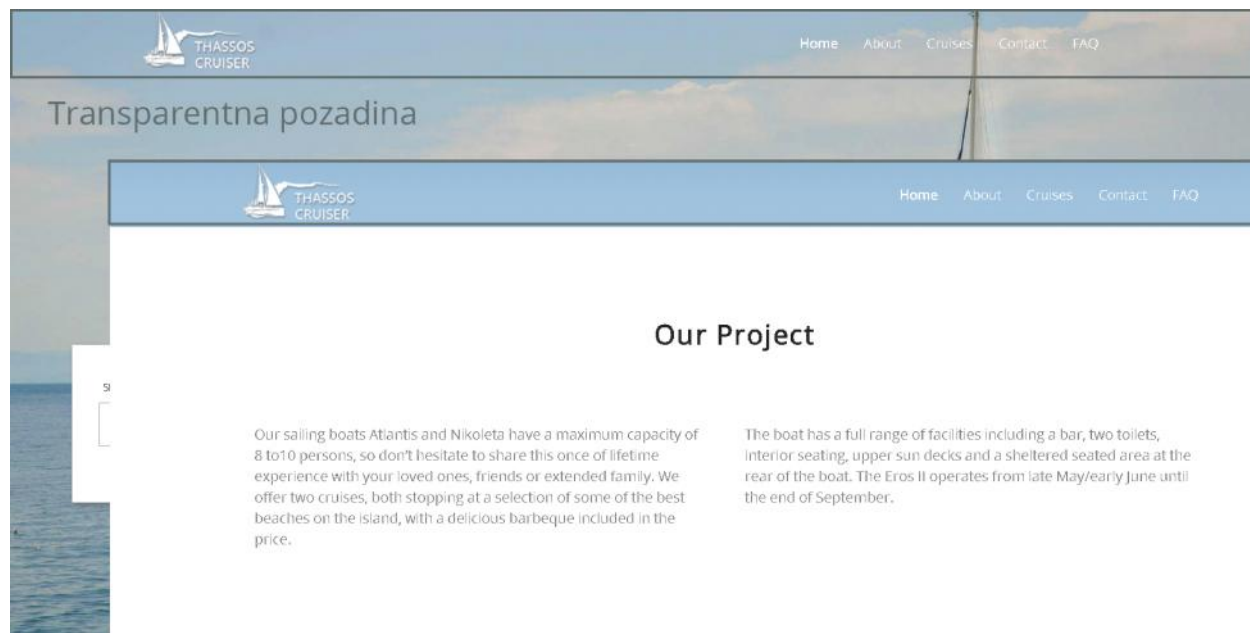 THASSOS
CRUISER
Home About Cruises Contact FAQ
Transparentna pozadina
THASSOS
CRUISER
Home About Cruises Contact FAQ
Our Project
Our sailing boats Atlantis and Nikoleta have a maximum capacity of
8 to10 persons, so don't hesitate to share this once of lifetime
experience with your loved ones, friends or extended family. We
offer two cruises, both stopping at a selection of some of the best
beaches on the island, with a delicious barbeque included in the
price.
The boat has a full range of facilities including a bar, two toilets,
interior seating, upper sun decks and a sheltered seated area at the
rear of the boat. The Eros II operates from late May/early June until
the end of September.